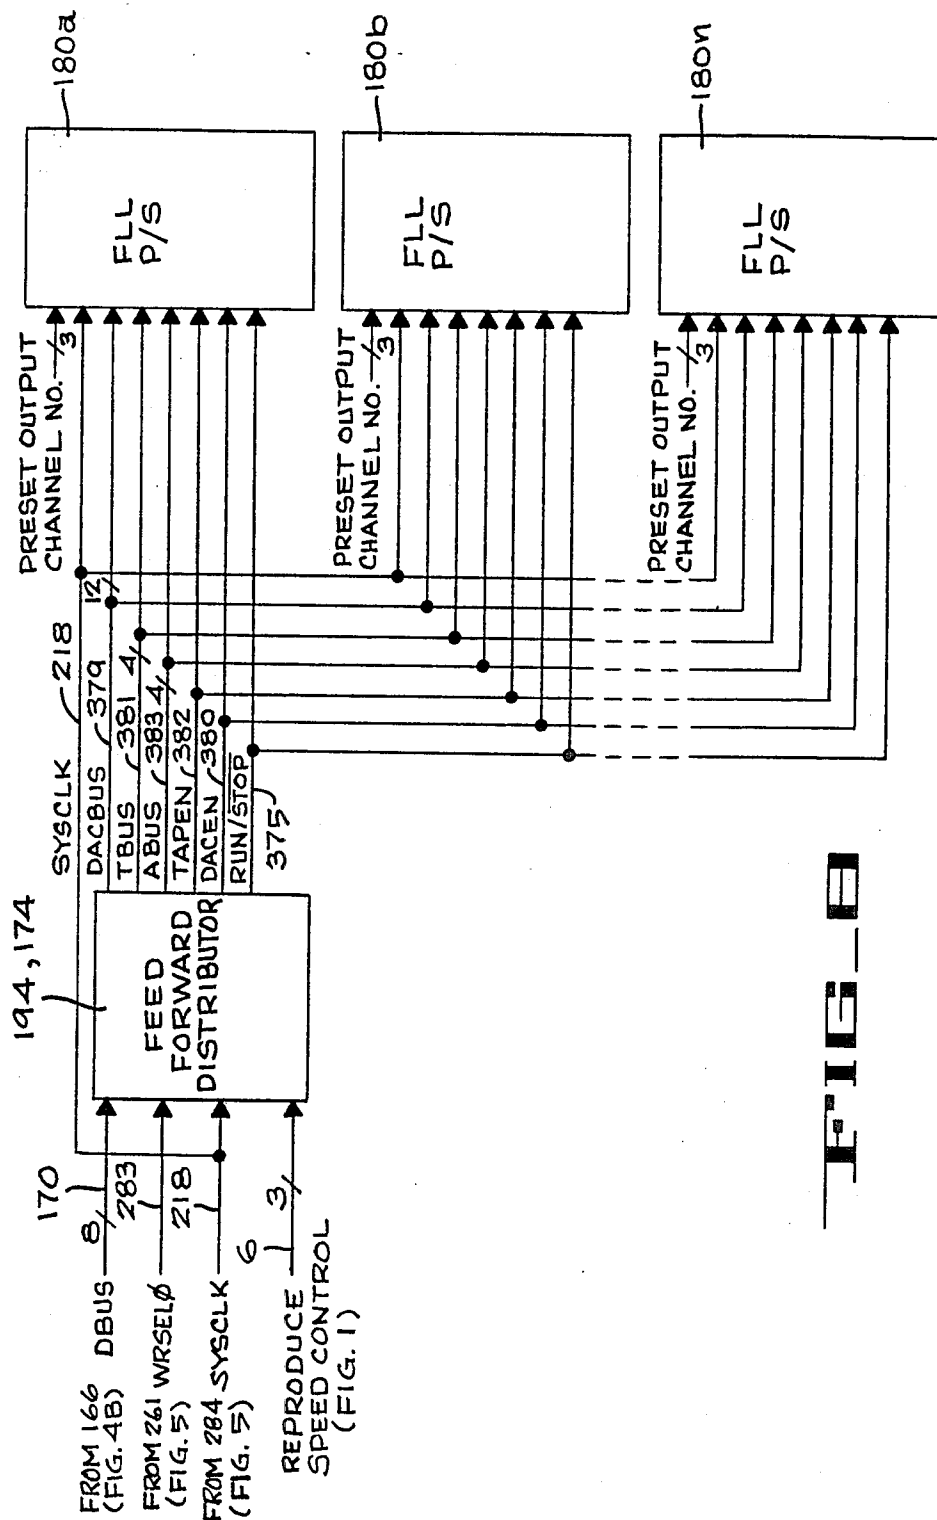 FROM 166 DBUS
(FIG. 4B)
8
170
FROM 261 WRSELØ
(FIG. 5)
283
FROM 284 SYSCLK
(FIG. 5)
218
REPRODUCE
SPEED CONTROL
(FIG. 1)
6
3
194, 174
FEED
FORWARD
DISTRIBUTOR
SYSCLK 218
DACBUS 379
12
TBUS 381
4
ABUS 383
4
TAPEN 382
DACEN 380
RUN/STOP
375
PRESET OUTPUT
CHANNEL NO.
3
FLL
P/S
180a
PRESET OUTPUT
CHANNEL NO.
3
FLL
P/S
180b
PRESET OUTPUT
CHANNEL NO.
3
FLL
P/S
180n
FIG_8